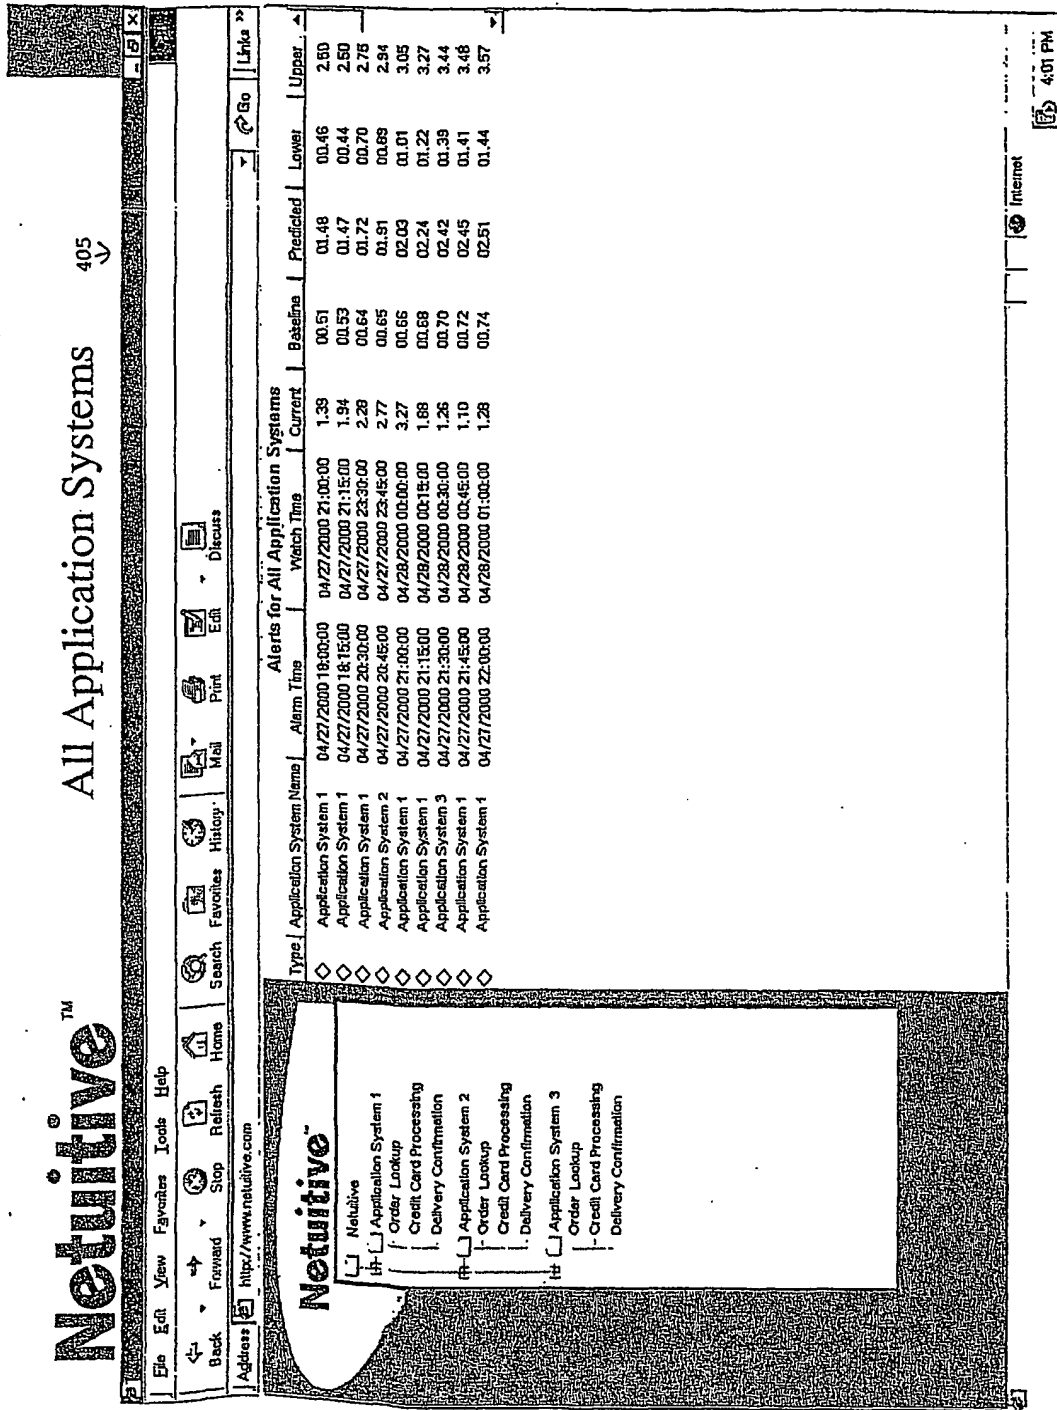 Netuitive™ All Application Systems 405
File Edit View Favorites Tools Help
Back Forward Stop Refresh Home Search Favorites History Mail Print Edit Discuss
Address http://www.netuitive.com Go Links »
Netuitive™
Netuitive
Application System 1
Order Lookup
Credit Card Processing
Delivery Confirmation
Application System 2
Order Lookup
Credit Card Processing
Delivery Confirmation
Application System 3
Order Lookup
Credit Card Processing
Delivery Confirmation
Alerts for All Application Systems
Type Application System Name Alarm Time Watch Time Current Baseline Predicted Lower Upper
Application System 1 04/27/2000 18:00:00 04/27/2000 21:00:00 1.39 00.51 01.48 00.46 2.50
Application System 1 04/27/2000 18:15:00 04/27/2000 21:15:00 1.94 00.53 01.47 00.44 2.50
Application System 1 04/27/2000 20:30:00 04/27/2000 23:30:00 2.28 00.64 01.72 00.70 2.75
Application System 2 04/27/2000 20:45:00 04/27/2000 23:45:00 2.77 00.65 01.91 00.89 2.94
Application System 1 04/27/2000 21:00:00 04/28/2000 00:00:00 3.27 00.66 02.03 01.01 3.05
Application System 1 04/27/2000 21:15:00 04/28/2000 00:15:00 1.88 00.68 02.24 01.22 3.27
Application System 3 04/27/2000 21:30:00 04/28/2000 00:30:00 1.26 00.70 02.42 01.39 3.44
Application System 1 04/27/2000 21:45:00 04/28/2000 00:45:00 1.10 00.72 02.45 01.41 3.48
Application System 1 04/27/2000 22:00:00 04/28/2000 01:00:00 1.28 00.74 02.51 01.44 3.57
Internet
4:01 PM